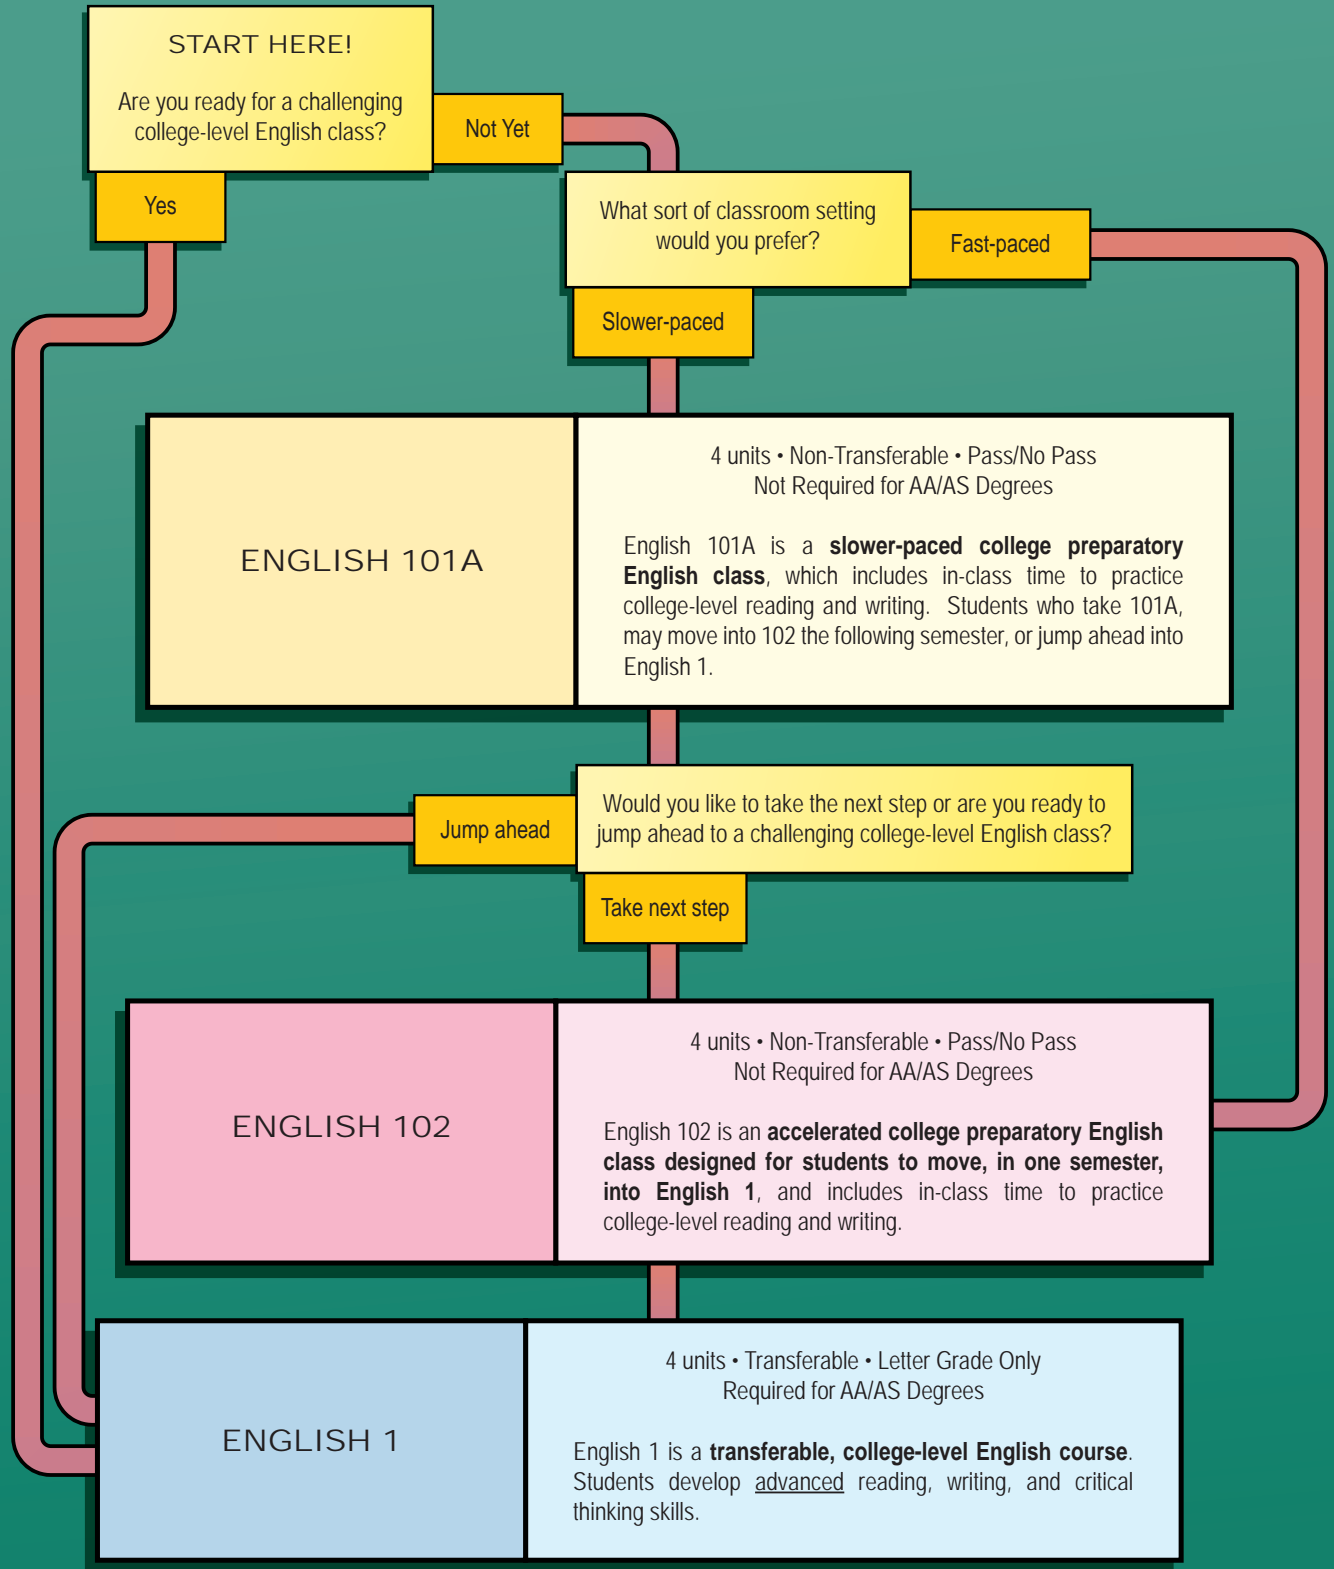 START HERE!
Are you ready for a challenging
college-level English class?
Not Yet
Yes
What sort of classroom setting
would you prefer?
Fast-paced
Slower-paced
ENGLISH 101A
4 units • Non-Transferable • Pass/No Pass
Not Required for AA/AS Degrees
English 101A is a slower-paced college preparatory
English class, which includes in-class time to practice
college-level reading and writing. Students who take 101A,
may move into 102 the following semester, or jump ahead into
English 1.
Would you like to take the next step or are you ready to
jump ahead to a challenging college-level English class?
Jump ahead
Take next step
ENGLISH 102
4 units • Non-Transferable • Pass/No Pass
Not Required for AA/AS Degrees
English 102 is an accelerated college preparatory English
class designed for students to move, in one semester,
into English 1, and includes in-class time to practice
college-level reading and writing.
ENGLISH 1
4 units • Transferable • Letter Grade Only
Required for AA/AS Degrees
English 1 is a transferable, college-level English course.
Students develop advanced reading, writing, and critical
thinking skills.